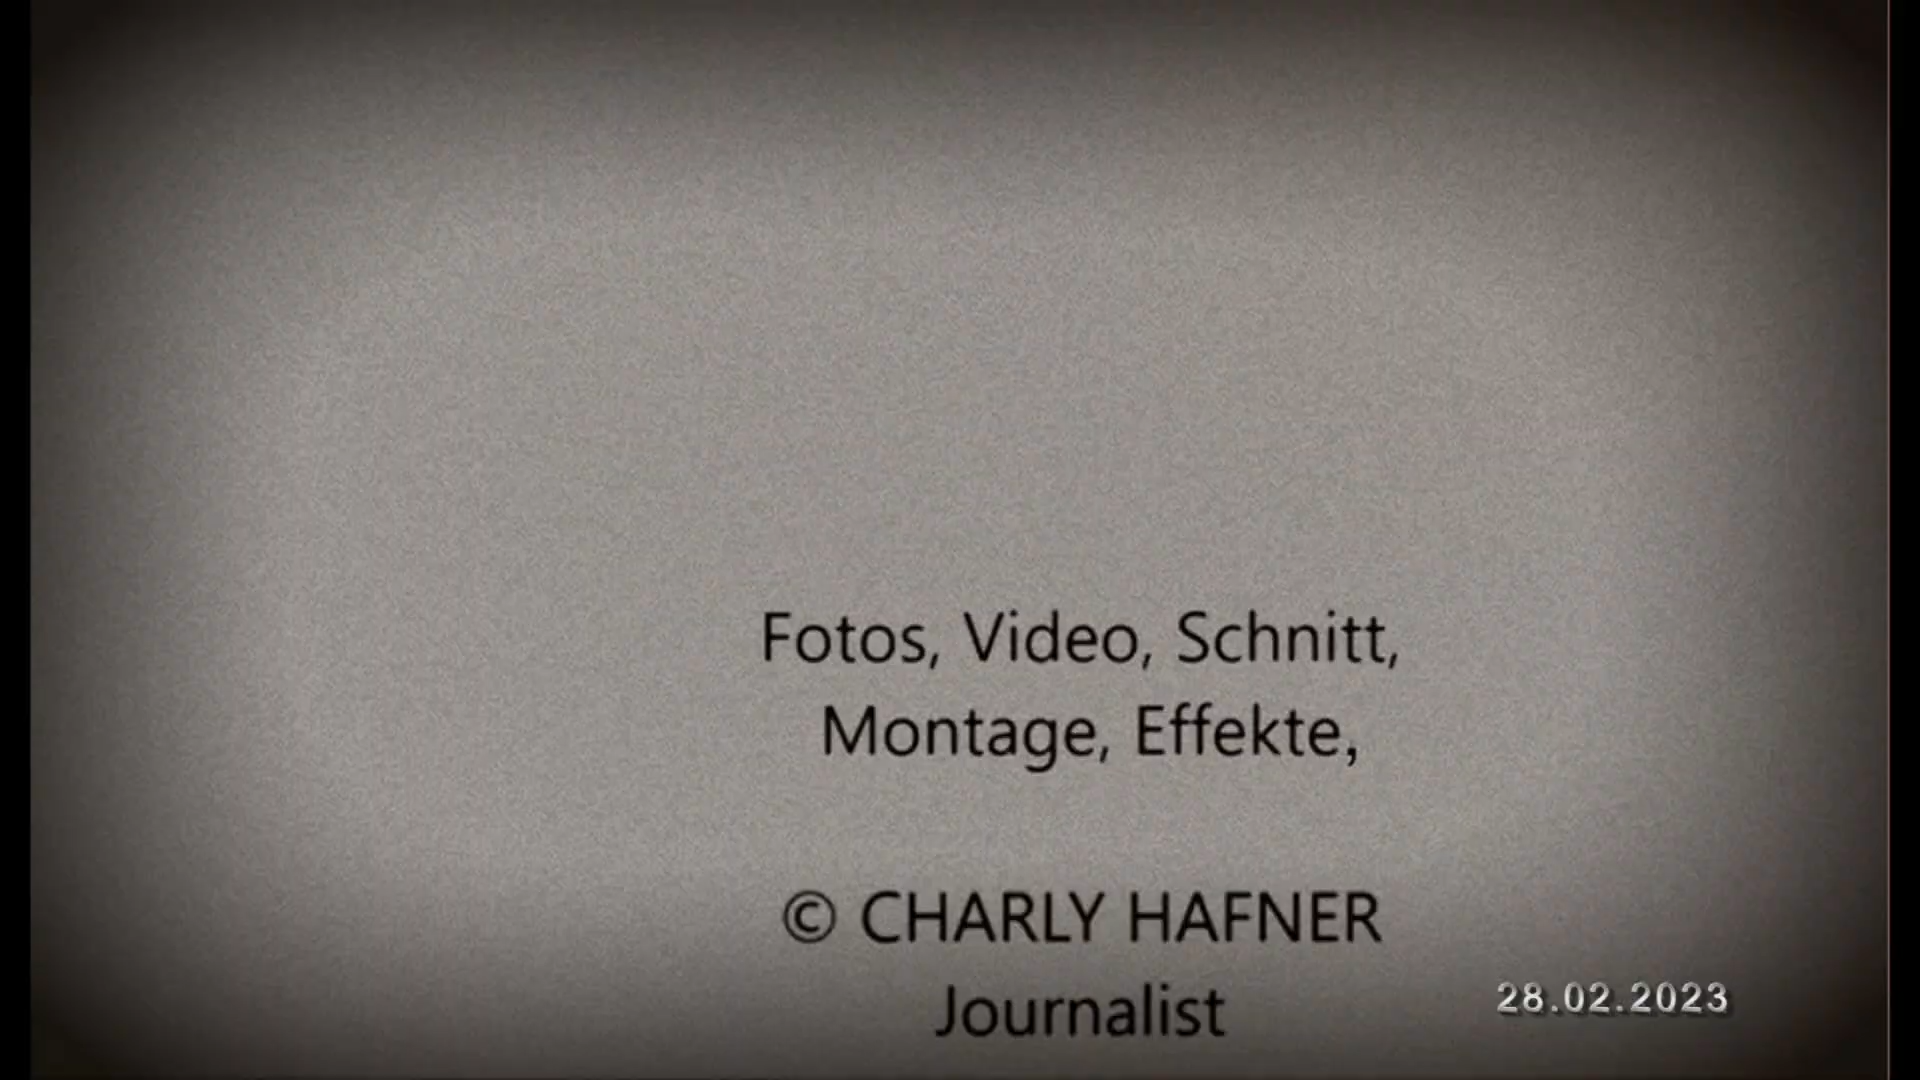 Fotos, Video, Schnitt,
Montage, Effekte,
© CHARLY HAFNER
Journalist
28.02.2023